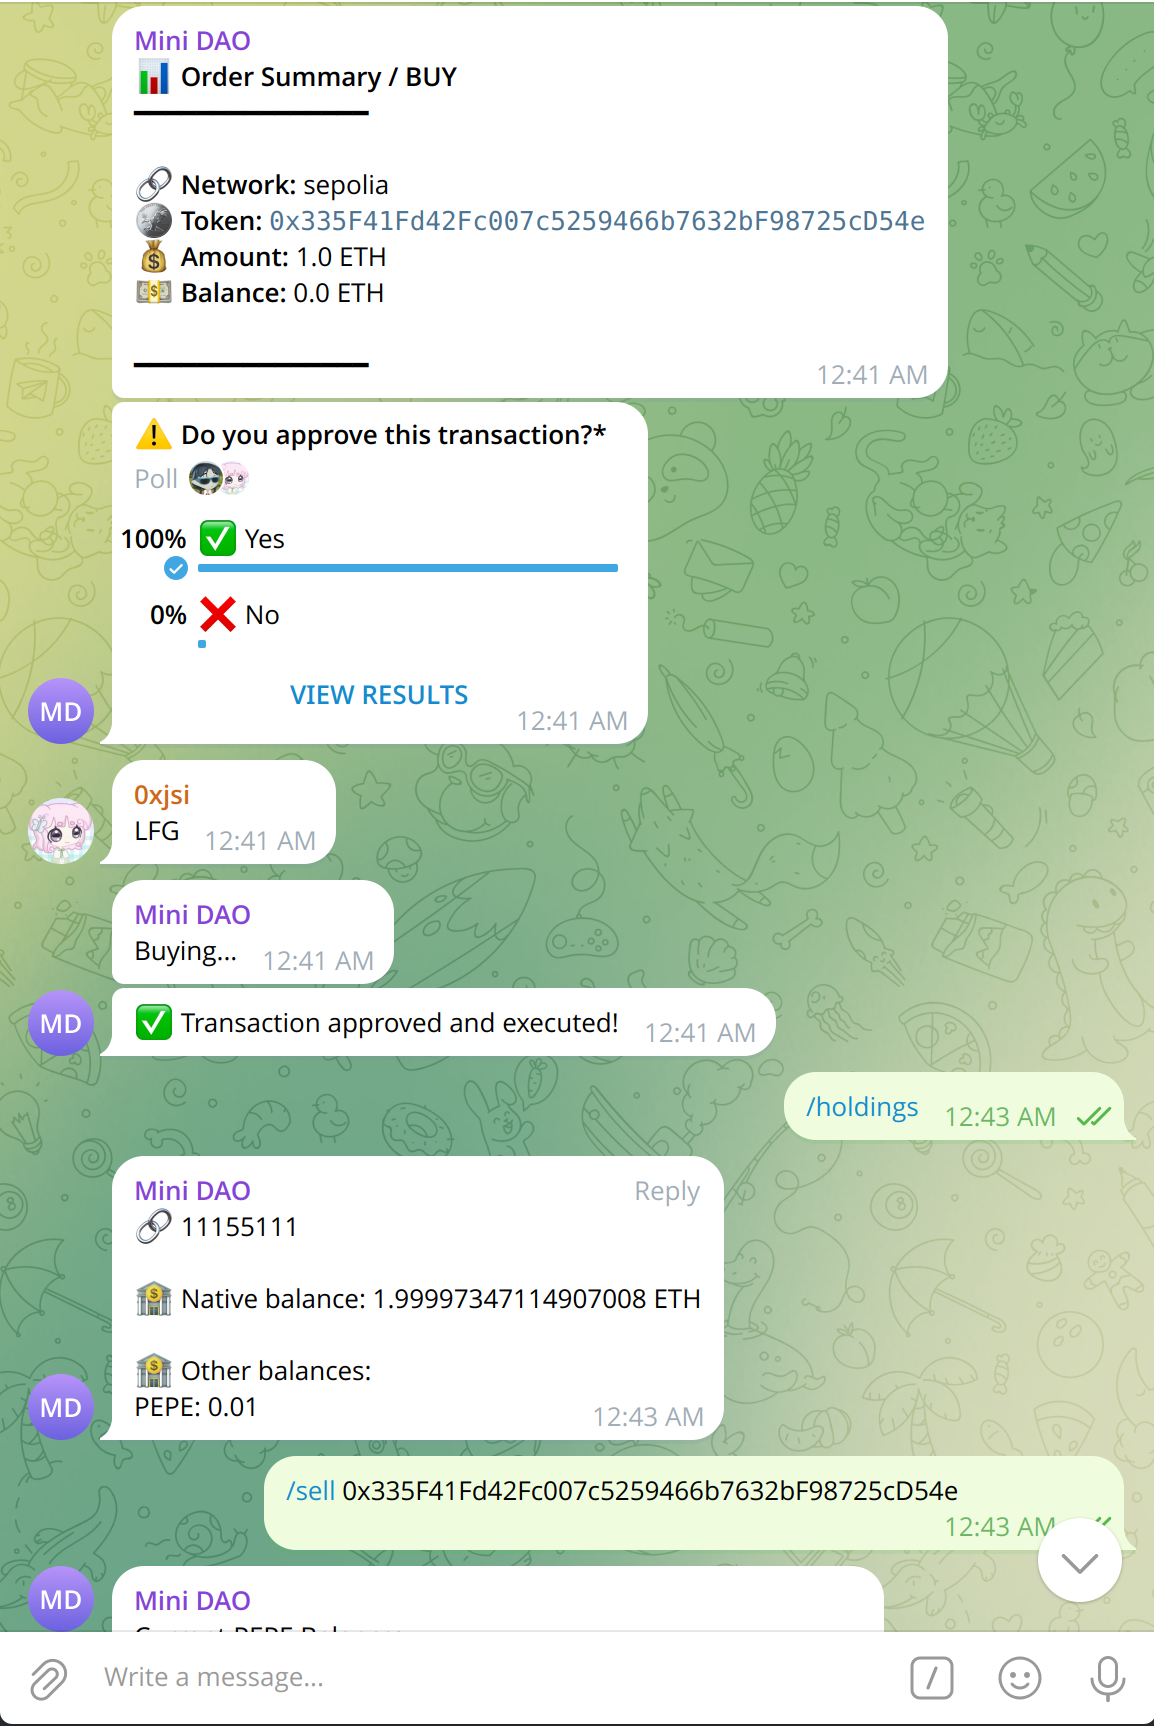 Mini DAO
📊 Order Summary / BUY
🔗 Network: sepolia
Token: 0x335F41Fd42Fc007c5259466b7632bF98725cD54e
💰 Amount: 1.0 ETH
💵 Balance: 0.0 ETH
12:41 AM
⚠️ Do you approve this transaction?*
Poll
100% ✅ Yes
0% ❌ No
VIEW RESULTS
12:41 AM
MD
0xjsi
LFG 12:41 AM
Mini DAO
Buying... 12:41 AM
MD
✅ Transaction approved and executed! 12:41 AM
/holdings 12:43 AM
Mini DAO Reply
🔗 11155111
🏦 Native balance: 1.99997347114907008 ETH
🏦 Other balances:
PEPE: 0.01
12:43 AM
MD
/sell 0x335F41Fd42Fc007c5259466b7632bF98725cD54e
12:43 AM
MD
Mini DAO
Write a message...